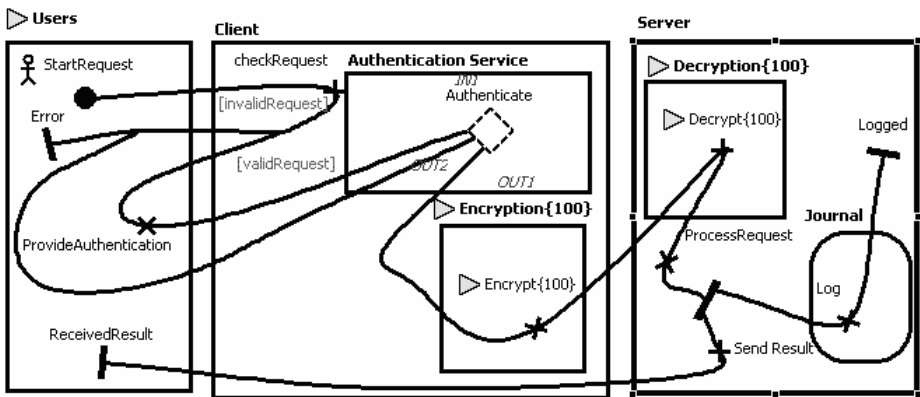 Users
Client
Server
StartRequest
checkRequest
Authentication Service
IN1
Authenticate
Decryption{100}
Decrypt{100}
Logged
[invalidRequest]
Error
[validRequest]
OUT2
OUT1
Encryption{100}
Journal
ProvideAuthentication
ProcessRequest
Encrypt{100}
Log
ReceivedResult
Send Result